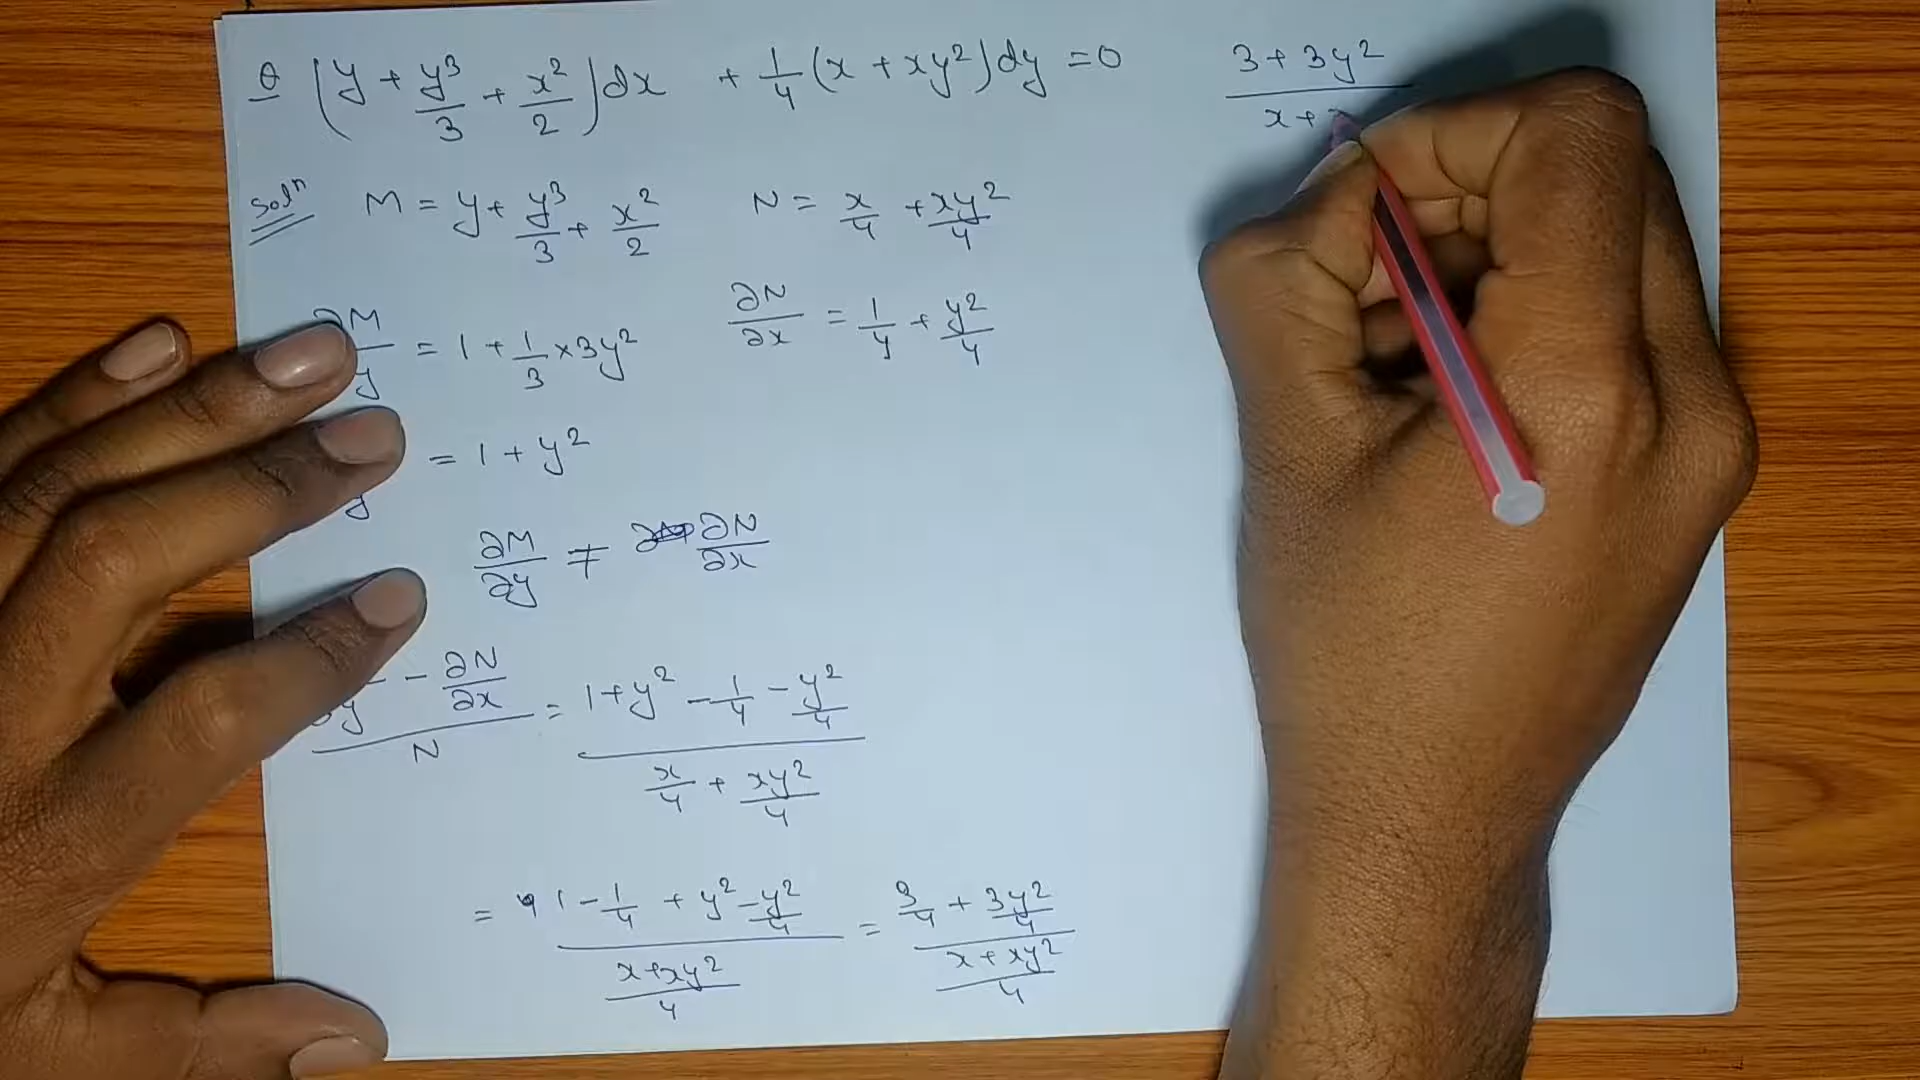 Q (y + y³/3 + x²/2)dx + 1/4 (x + xy²)dy = 0
Solⁿ M = y + y³/3 + x²/2 N = x/4 + xy²/4
∂M/∂y = 1 + 1/3 × 3y² ∂N/∂x = 1/4 + y²/4
= 1 + y²
∂M/∂y ≠ ∂N/∂x
- ∂N/∂x / N = (1 + y² - 1/4 - y²/4) / (x/4 + xy²/4)
= (1 - 1/4 + y² - y²/4) / ((x + xy²)/4) = (3/4 + 3y²/4) / ((x + xy²)/4)
3 + 3y²
x +